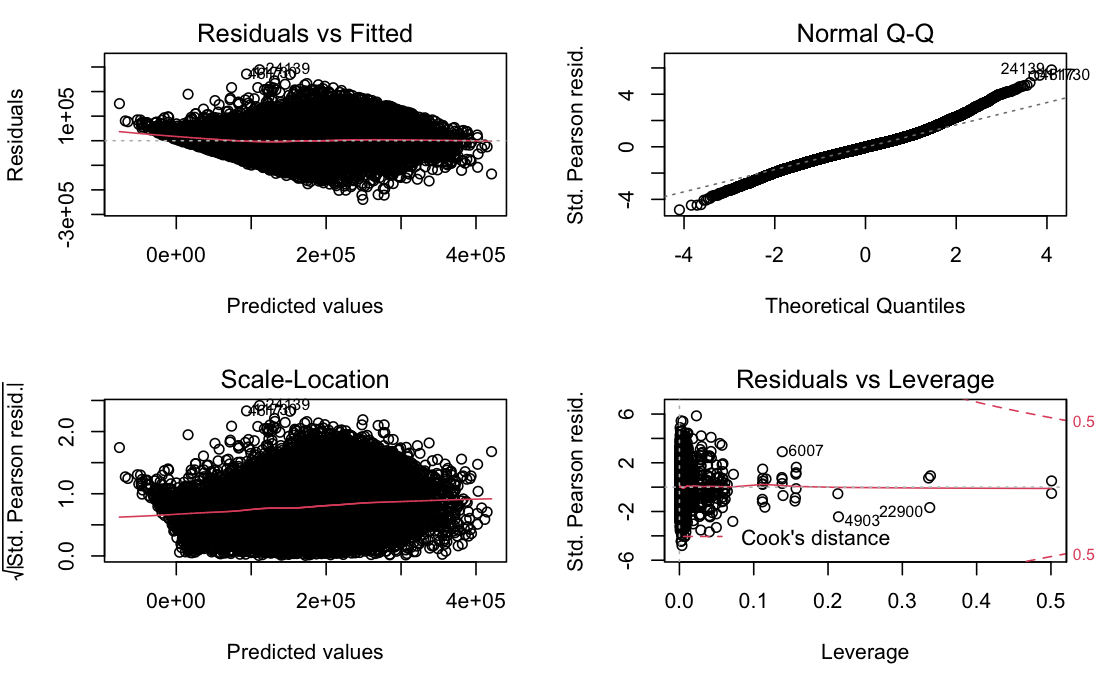 Residuals vs Fitted
Residuals
-3e+05
1e+05
24139
0e+00
2e+05
4e+05
Predicted values
Normal Q-Q
Std. Pearson resid.
-4
0
4
24139
-4
-2
0
2
4
Theoretical Quantiles
Scale-Location
√|Std. Pearson resid.|
0.0
1.0
2.0
24139
0e+00
2e+05
4e+05
Predicted values
Residuals vs Leverage
Std. Pearson resid.
-6
-2
2
6
6007
4903
22900
Cook's distance
0.5
0.5
0.0
0.1
0.2
0.3
0.4
0.5
Leverage